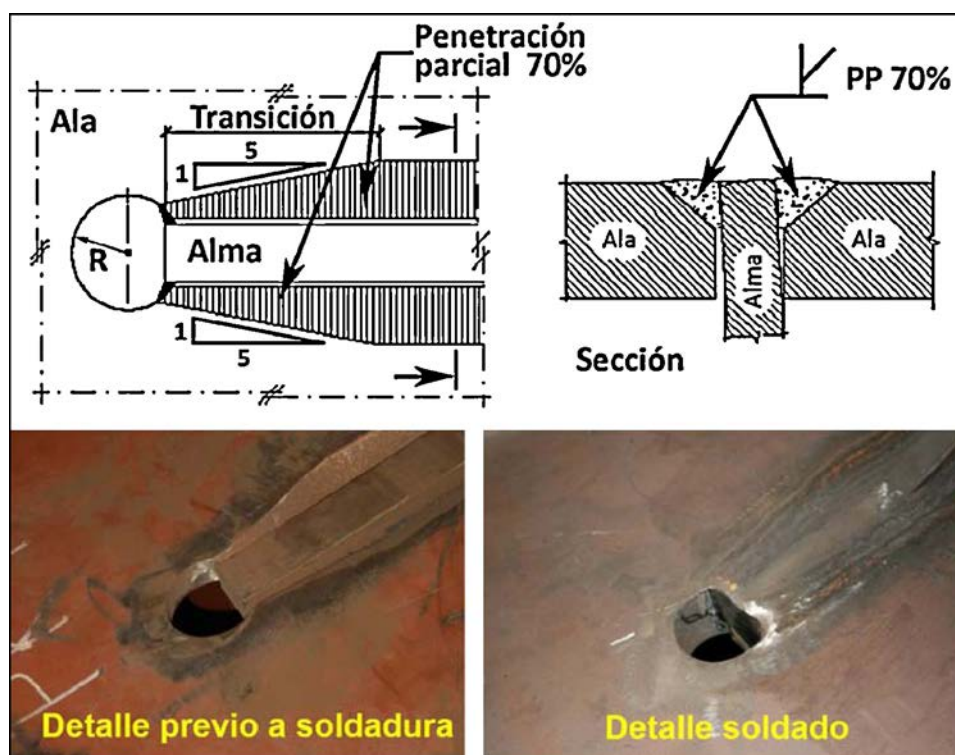 Penetración
parcial 70%
PP 70%
Ala
Transición
5
1
R
Alma
1
5
Ala
Ala
Alma
Sección
Detalle previo a soldadura
Detalle soldado